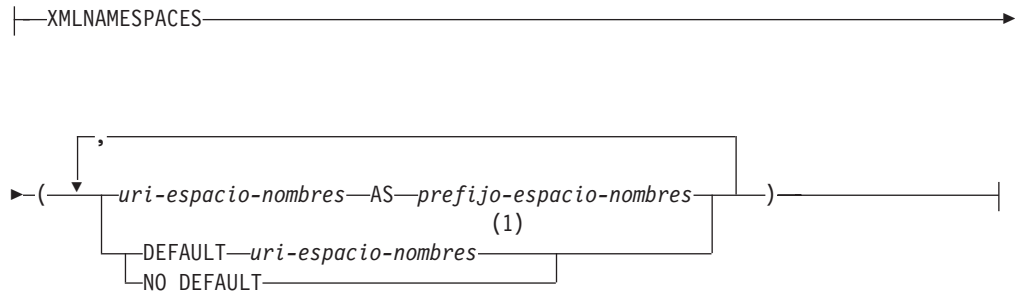 XMLNAMESPACES
,
( uri-espacio-nombres AS prefijo-espacio-nombres )
(1)
DEFAULT uri-espacio-nombres
NO DEFAULT